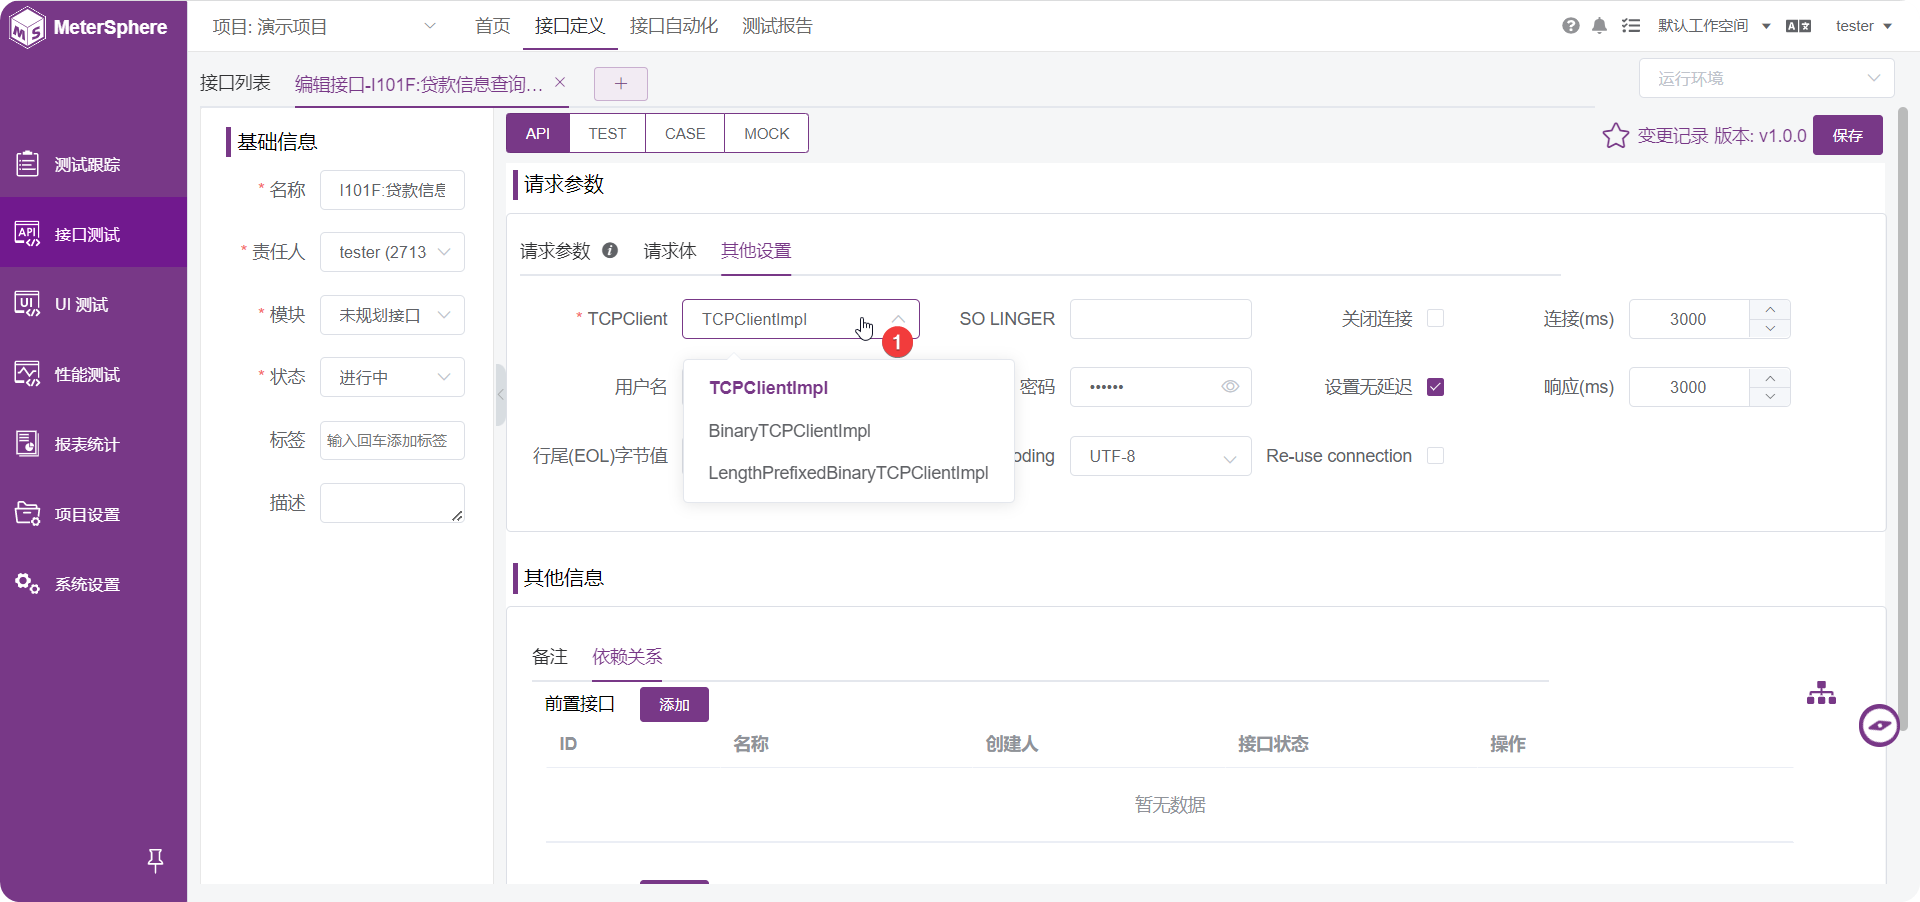 MeterSphere
项目: 演示项目
首页
接口定义
接口自动化
测试报告
默认工作空间
tester
接口列表
编辑接口-I101F:贷款信息查询...
运行环境
测试跟踪
接口测试
UI 测试
性能测试
报表统计
项目设置
系统设置
基础信息
* 名称
I101F:贷款信息
* 责任人
tester (2713
* 模块
未规划接口
* 状态
进行中
标签
输入回车添加标签
描述
API
TEST
CASE
MOCK
变更记录
版本: v1.0.0
保存
请求参数
请求参数
请求体
其他设置
* TCPClient
TCPClientImpl
1
SO LINGER
关闭连接
连接(ms)
3000
用户名
密码
••••••
设置无延迟
响应(ms)
3000
行尾(EOL)字节值
oding
UTF-8
Re-use connection
TCPClientImpl
BinaryTCPClientImpl
LengthPrefixedBinaryTCPClientImpl
其他信息
备注
依赖关系
前置接口
添加
ID
名称
创建人
接口状态
操作
暂无数据